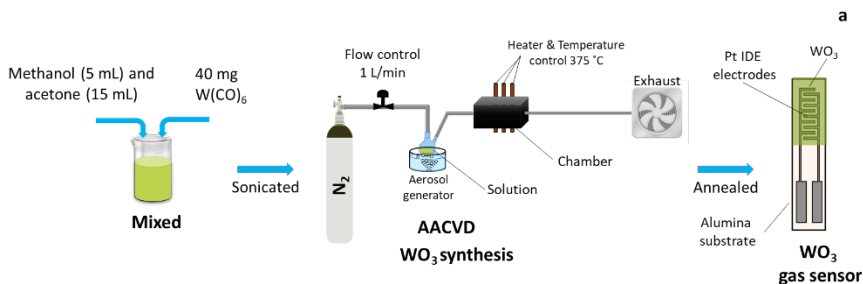 a
Methanol (5 mL) and
acetone (15 mL)
40 mg
W(CO)₆
Mixed
Sonicated
Flow control
1 L/min
N₂
Aerosol
generator
Solution
AACVD
WO₃ synthesis
Heater & Temperature
control 375 ˚C
Chamber
Exhaust
Annealed
Pt IDE
electrodes
WO₃
Alumina
substrate
WO₃
gas sensor